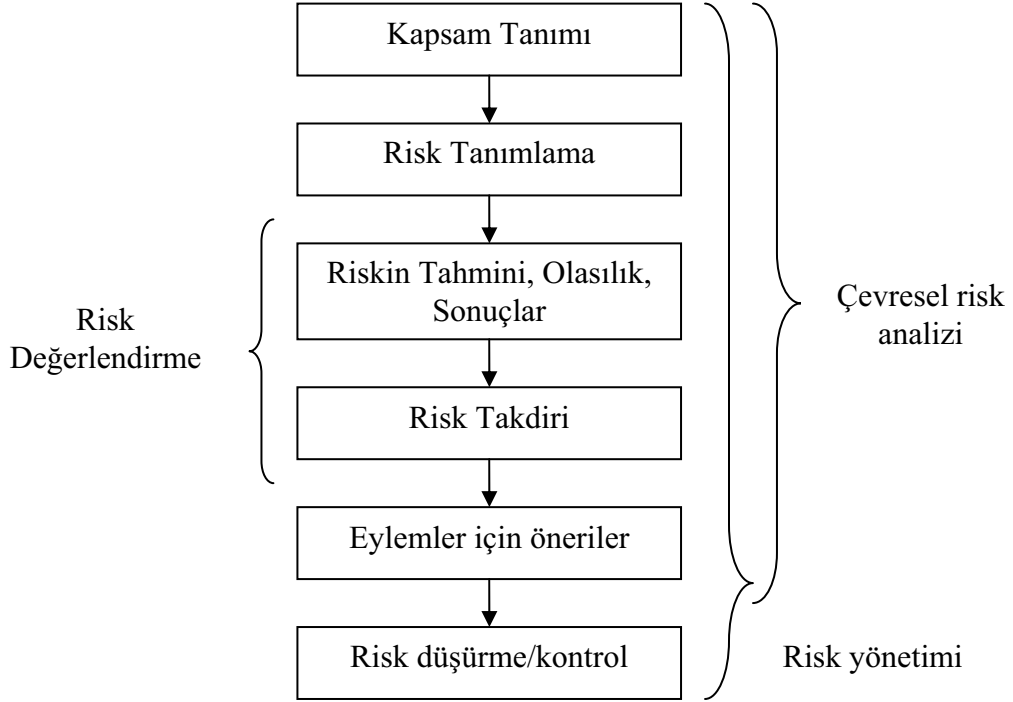 Kapsam Tanımı
Risk Tanımlama
Riskin Tahmini, Olasılık,
Sonuçlar
Risk
Değerlendirme
Çevresel risk
analizi
Risk Takdiri
Eylemler için öneriler
Risk düşürme/kontrol
Risk yönetimi